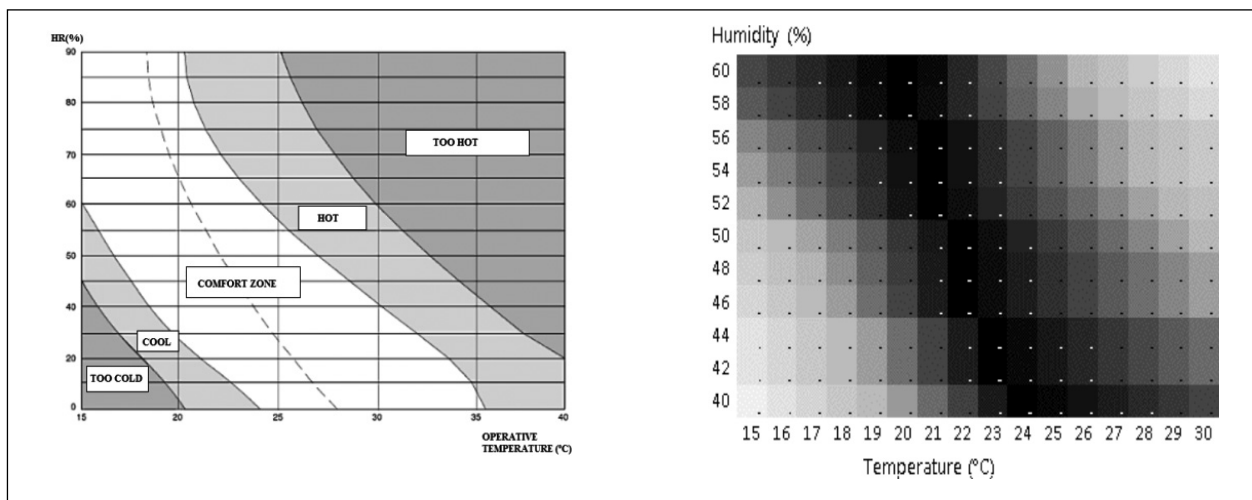 HR(%)
90
80
TOO HOT
70
60
HOT
50
COMFORT ZONE
40
COOL
20
TOO COLD
0
15 20 25 30 35 40
OPERATIVE
TEMPERATURE (°C)
Humidity (%)
60
58
56
54
52
50
48
46
44
42
40
15 16 17 18 19 20 21 22 23 24 25 26 27 28 29 30
Temperature (°C)